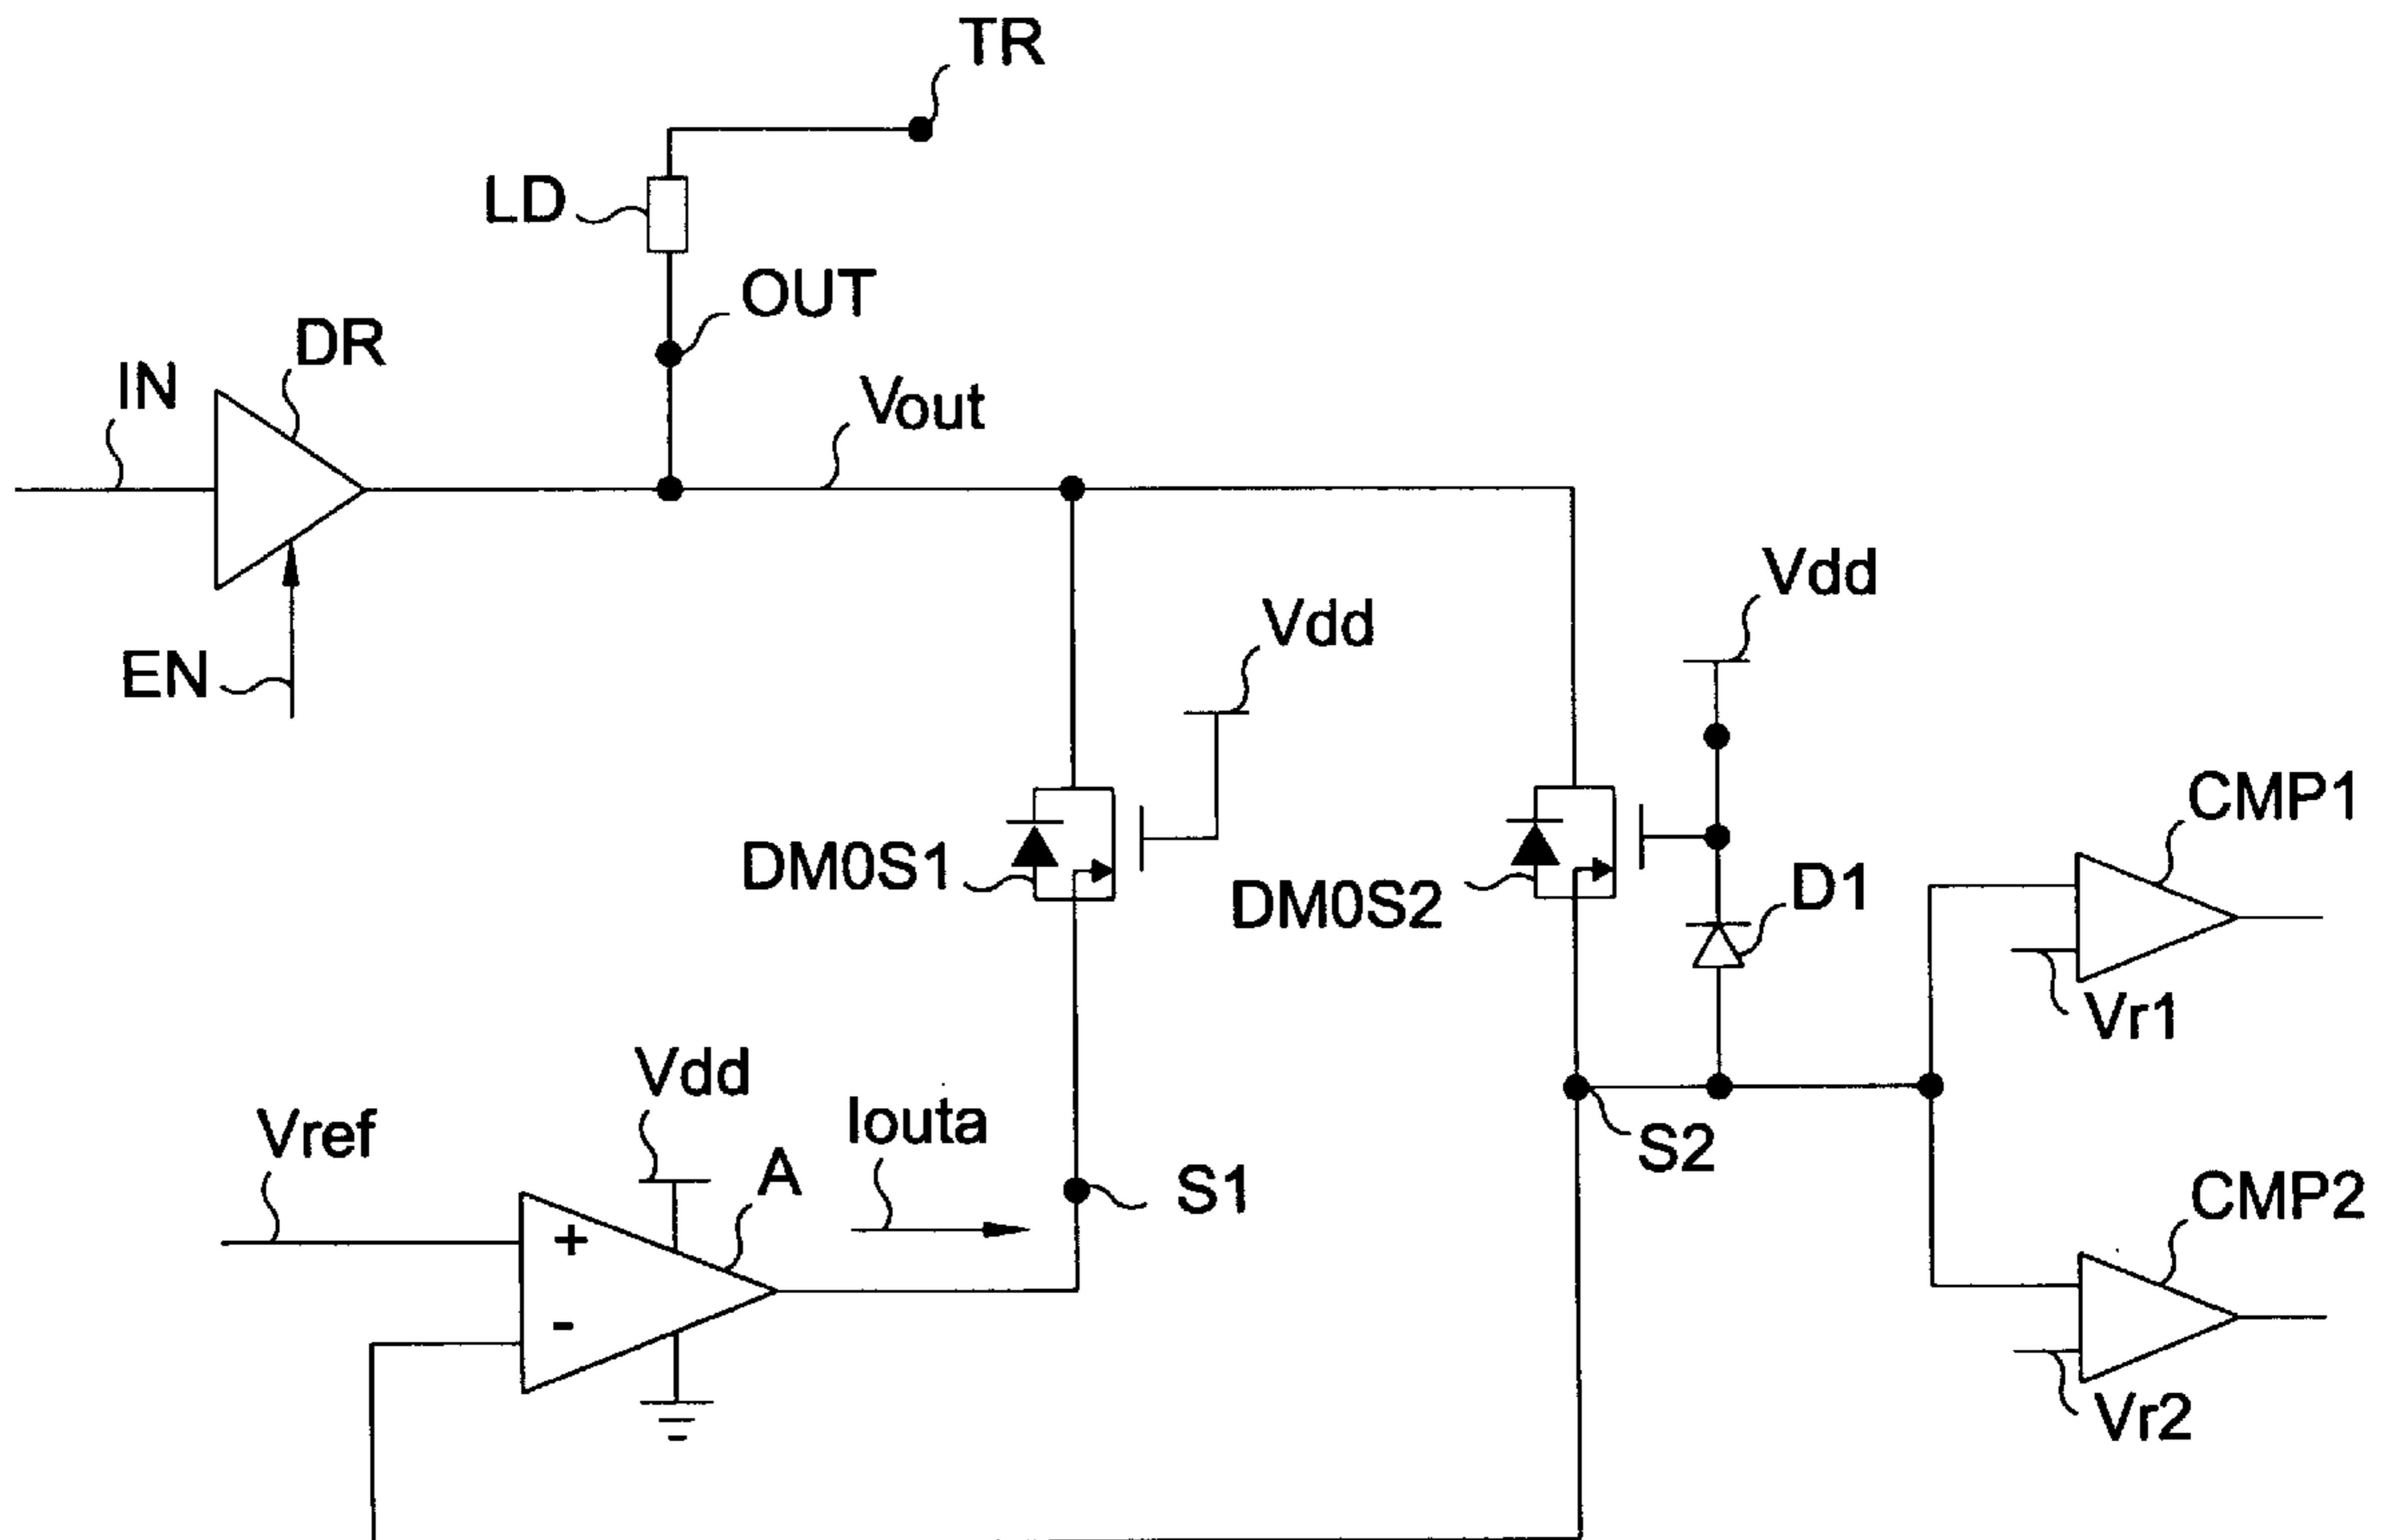 TR
LD
OUT
DR
IN
Vout
Vdd
Vdd
EN
CMP1
DM0S1
D1
DM0S2
Vr1
Vdd
Iouta
Vref
S2
A
S1
CMP2
+
-
Vr2